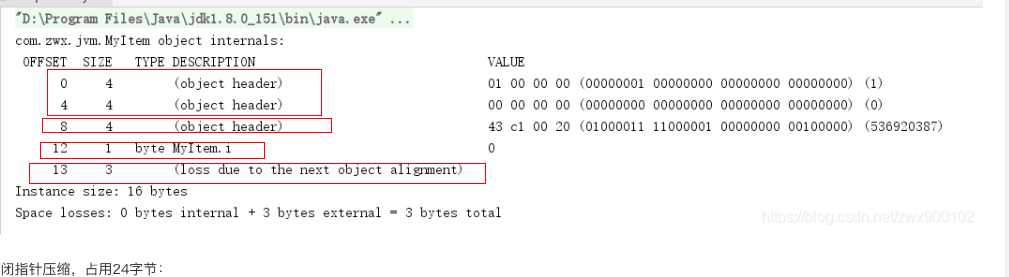 "D:\Program Files\Java\jdk1.8.0_151\bin\java.exe" ...
com.zwx.jvm.MyItem object internals:
OFFSET SIZE TYPE DESCRIPTION VALUE
0 4 (object header) 01 00 00 00 (00000001 00000000 00000000 00000000) (1)
4 4 (object header) 00 00 00 00 (00000000 00000000 00000000 00000000) (0)
8 4 (object header) 43 c1 00 20 (01000011 11000001 00000000 00100000) (536920387)
12 1 byte MyItem.i 0
13 3 (loss due to the next object alignment)
Instance size: 16 bytes
Space losses: 0 bytes internal + 3 bytes external = 3 bytes total
https://blog.csdn.net/zwx900102
闭指针压缩，占用24字节：